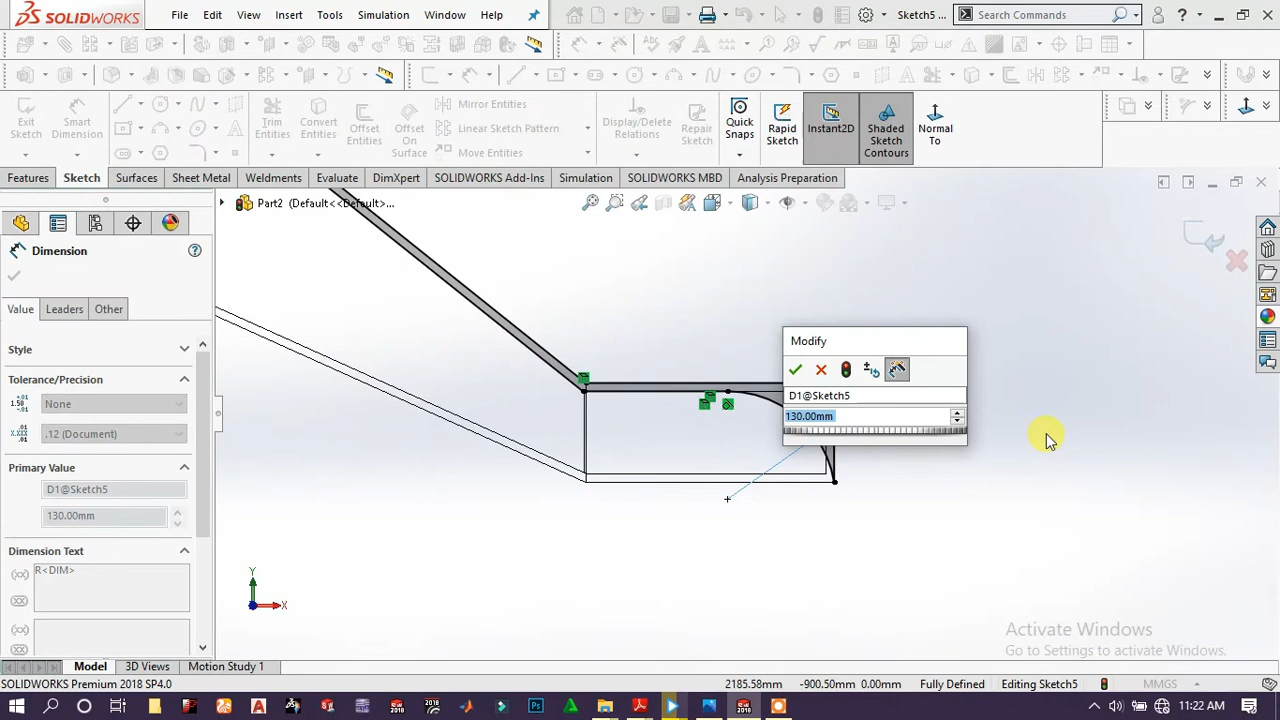 SOLIDWORKS File Edit View Insert Tools Simulation Window Help Sketch5 ... Search Commands ?
Exit Sketch
Smart Dimension
Trim Entities
Convert Entities
Offset Entities
Offset On Surface
Mirror Entities
Linear Sketch Pattern
Move Entities
Display/Delete Relations
Repair Sketch
Quick Snaps
Rapid Sketch
Instant2D
Shaded Sketch Contours
Normal To
Features Sketch Surfaces Sheet Metal Weldments Evaluate DimXpert SOLIDWORKS Add-Ins Simulation SOLIDWORKS MBD Analysis Preparation
Part2 (Default<<Default>...
Dimension
Value Leaders Other
Style
Tolerance/Precision
None
.12 (Document)
Primary Value
D1@Sketch5
130.00mm
Dimension Text
R<DIM>
Modify
D1@Sketch5
130.00mm
Y
X
Activate Windows
Go to Settings to activate Windows.
Model 3D Views Motion Study 1
SOLIDWORKS Premium 2018 SP4.0 2185.58mm -900.50mm 0.00mm Fully Defined Editing Sketch5 MMGS
11:22 AM